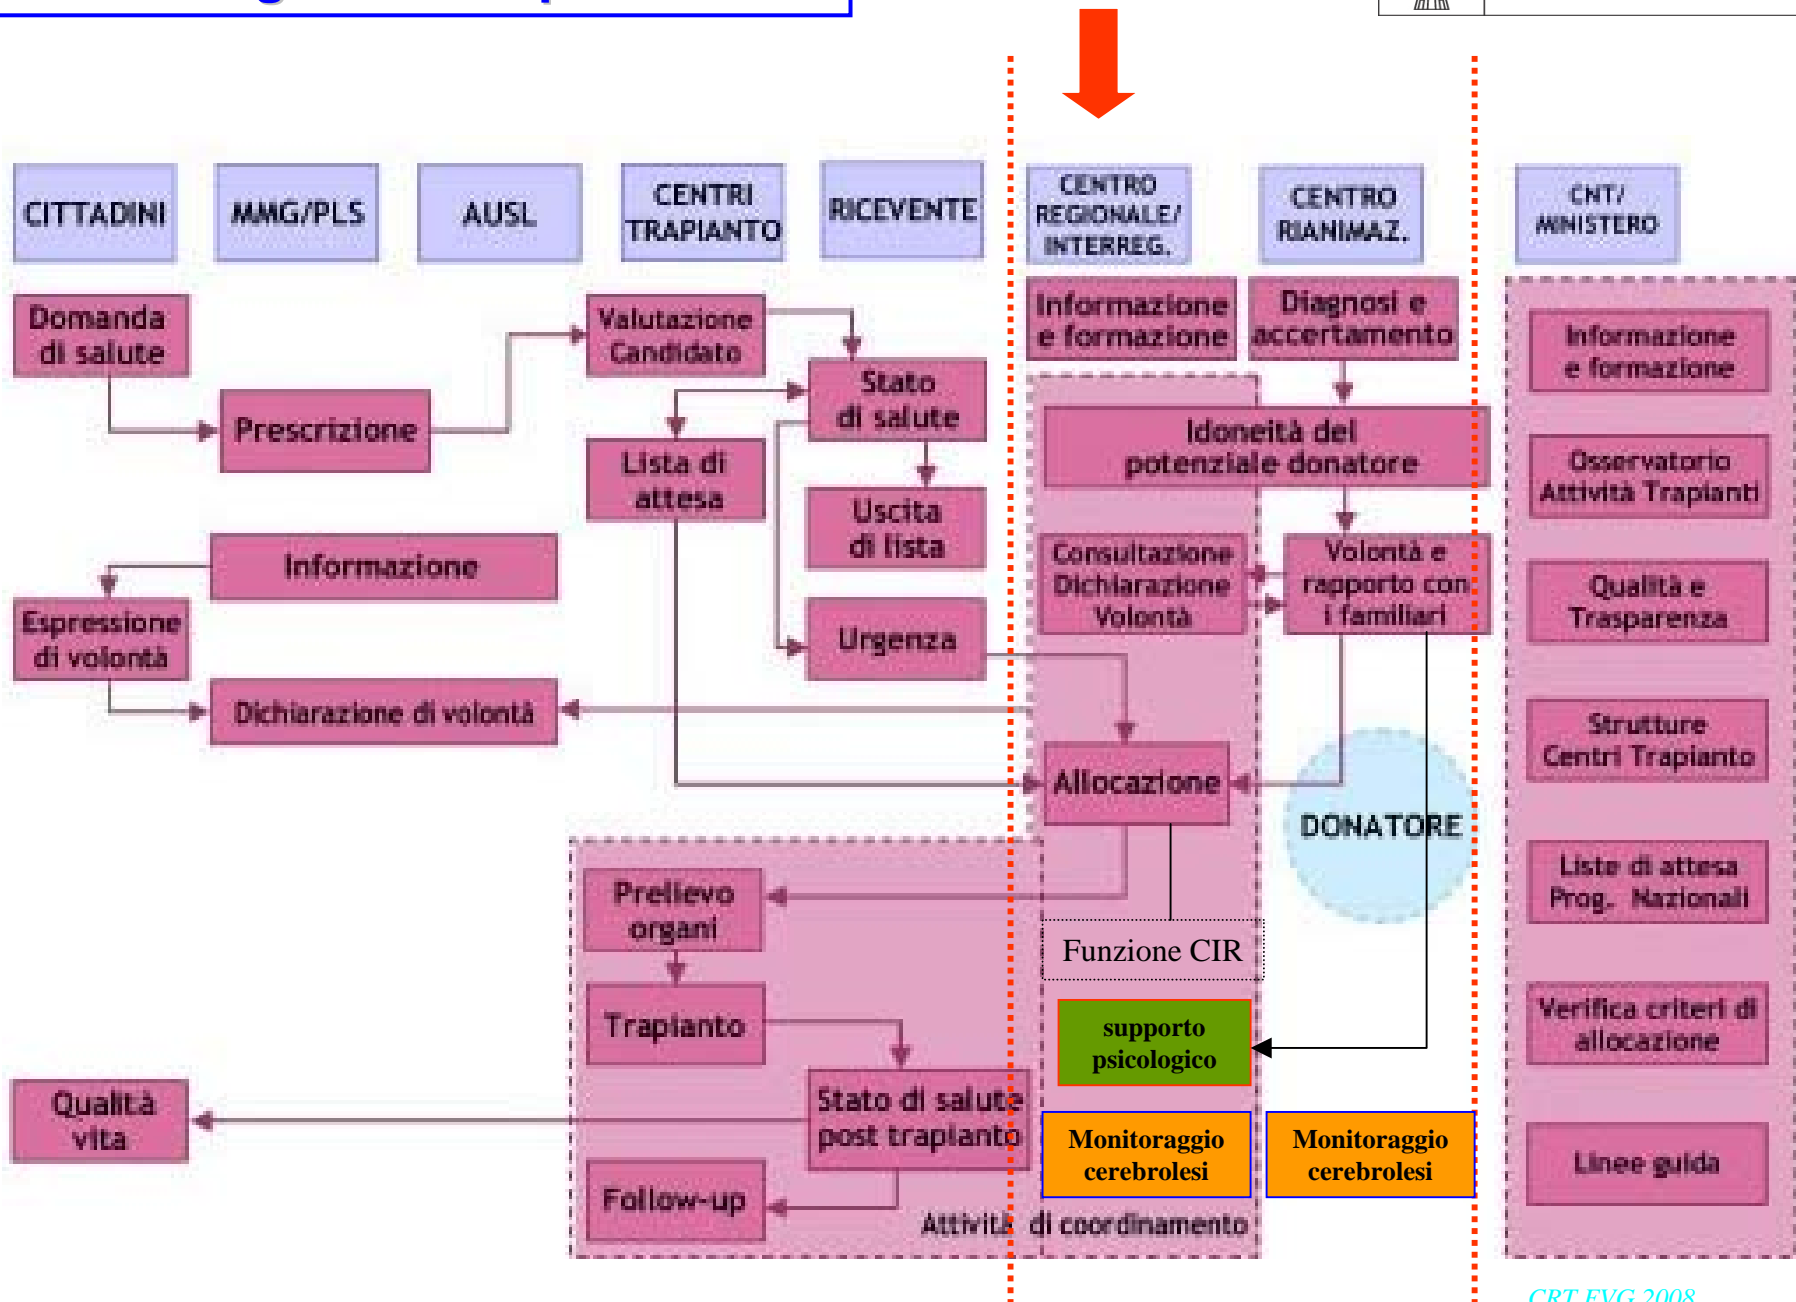 CITTADINI
MMG/PLS
AUSL
CENTRI
TRAPIANTO
RICEVENTE
CENTRO
REGIONALE/
INTERREG.
CENTRO
RIANIMAZ.
CNT/
MINISTERO
Domanda
di salute
Prescrizione
Valutazione
Candidato
Stato
di salute
Lista di
attesa
Uscita
di lista
Informazione
Espressione
di volontà
Urgenza
Dichiarazione di volontà
Informazione
e formazione
Diagnosi e
accertamento
Idoneità del
potenziale donatore
Consultazione
Dichiarazione
Volontà
Volontà e
rapporto con
i familiari
Allocazione
DONATORE
Prelievo
organi
Funzione CIR
Trapianto
supporto
psicologico
Stato di salute
post trapianto
Qualità
vita
Monitoraggio
cerebrolesi
Monitoraggio
cerebrolesi
Follow-up
Attività di coordinamento
Informazione
e formazione
Osservatorio
Attività Trapianti
Qualità e
Trasparenza
Strutture
Centri Trapianto
Liste di attesa
Prog. Nazionali
Verifica criteri di
allocazione
Linee guida
CRT FVG 2008